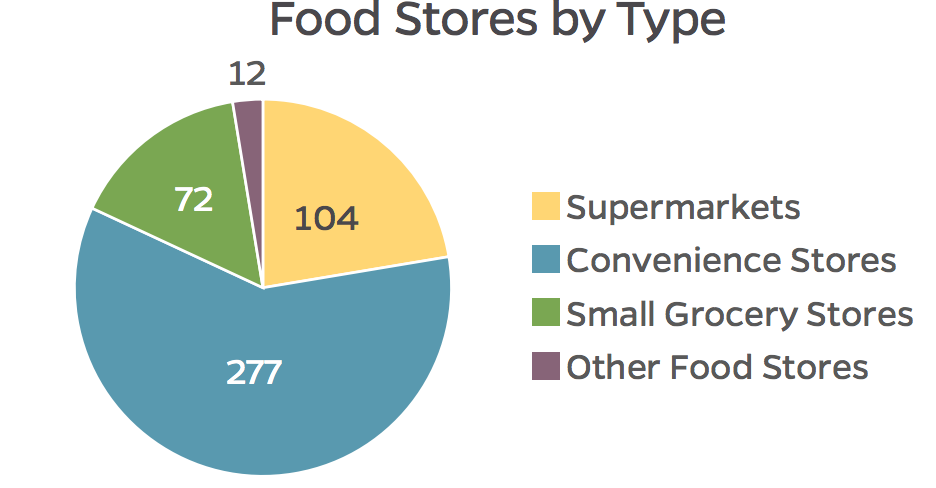 Food Stores by Type
12
72
104
277
Supermarkets
Convenience Stores
Small Grocery Stores
Other Food Stores